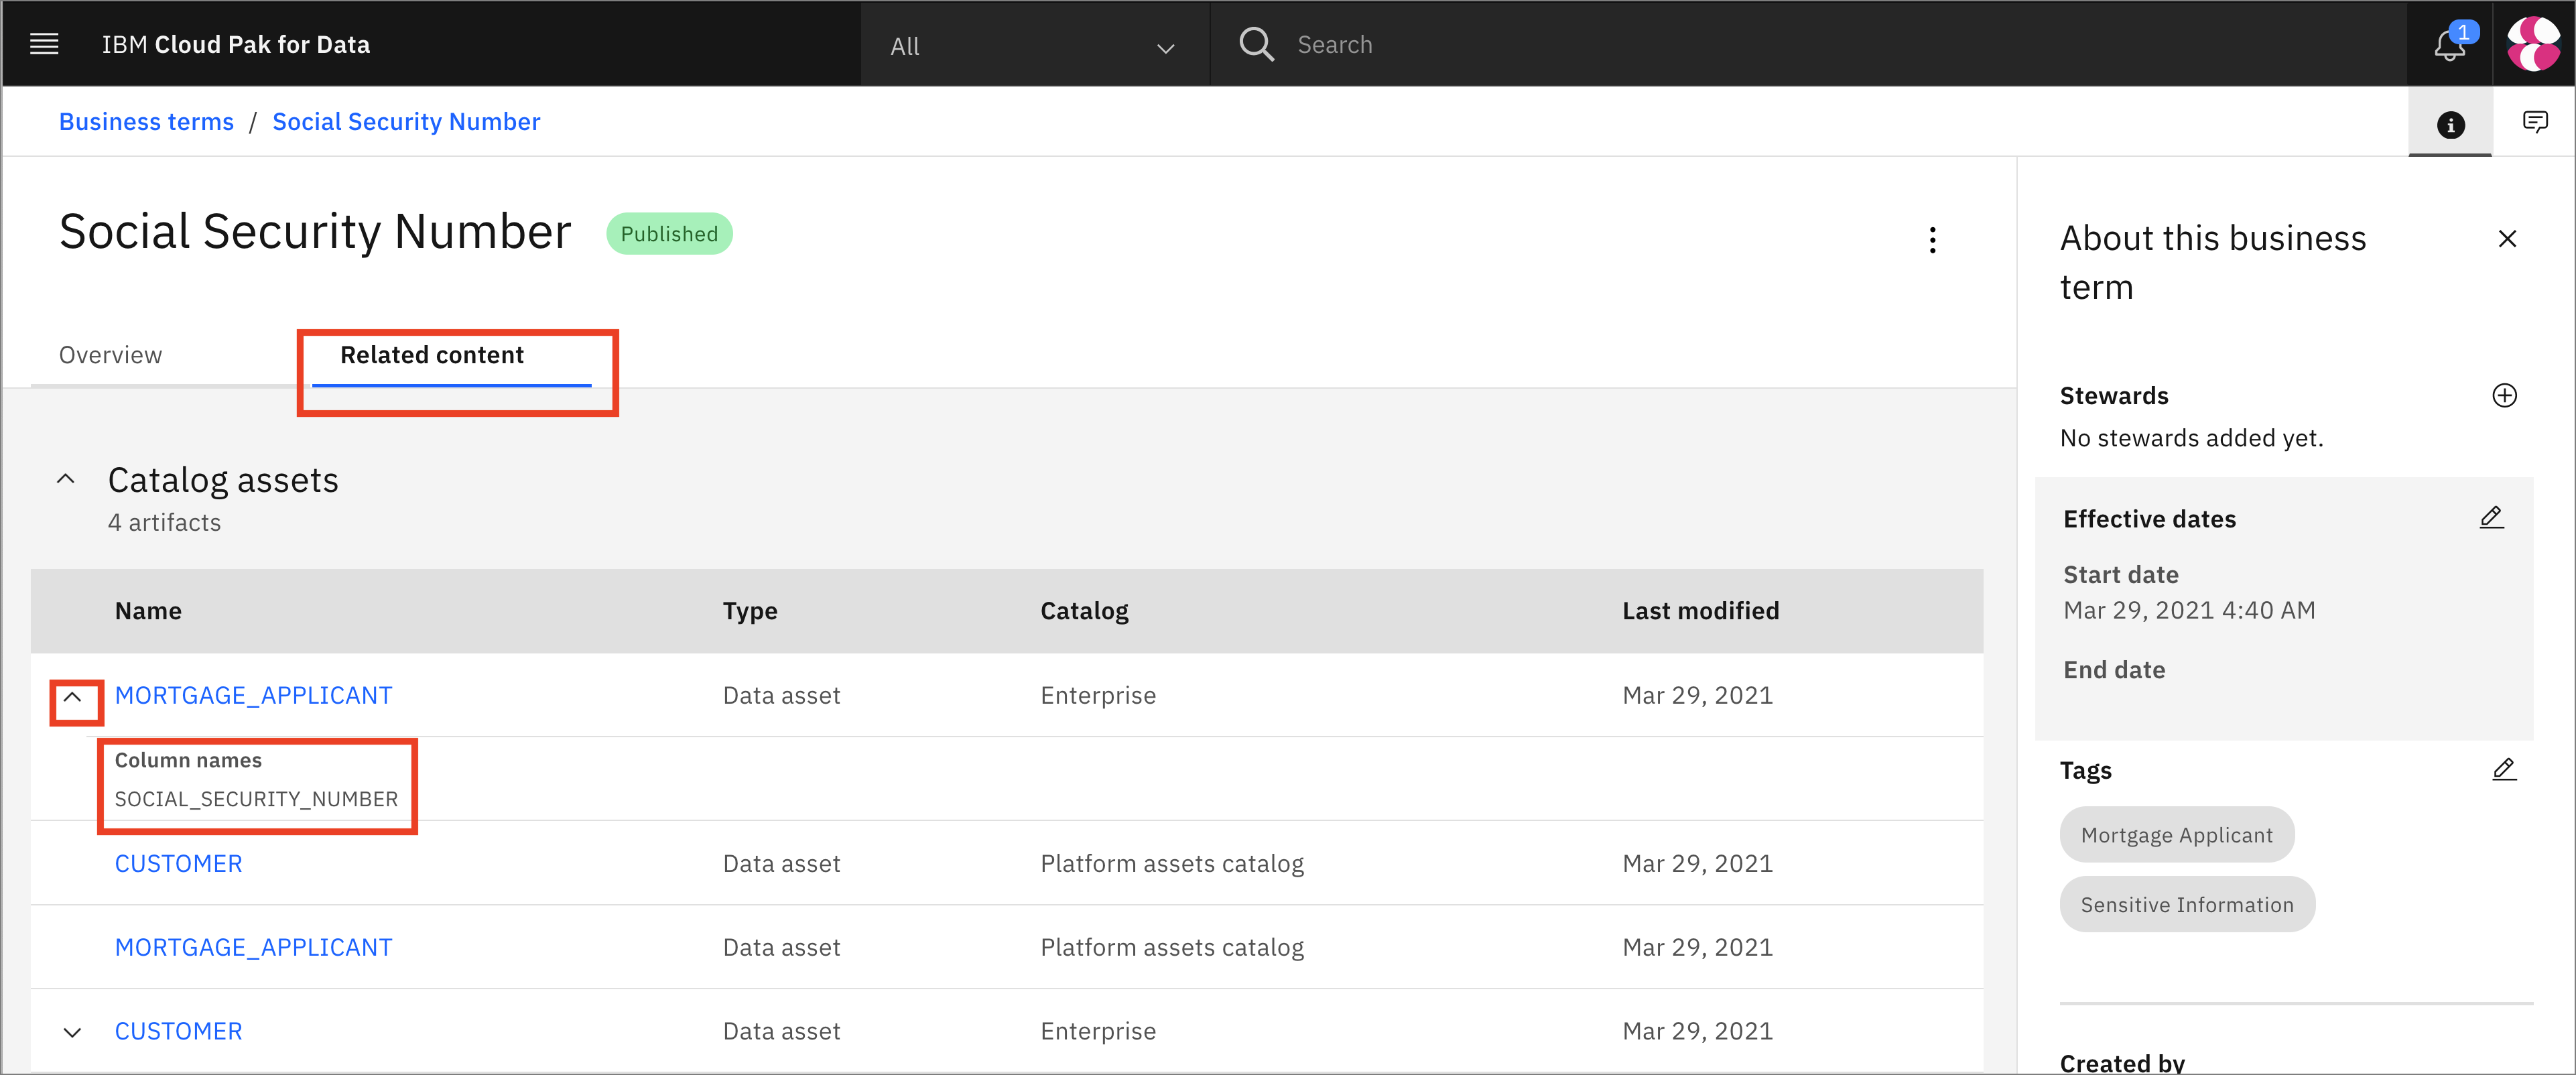 IBM Cloud Pak for Data
All
Search
1
Business terms / Social Security Number
Social Security Number
Published
Overview
Related content
Catalog assets
4 artifacts
Name Type Catalog Last modified
MORTGAGE_APPLICANT Data asset Enterprise Mar 29, 2021
Column names
SOCIAL_SECURITY_NUMBER
CUSTOMER Data asset Platform assets catalog Mar 29, 2021
MORTGAGE_APPLICANT Data asset Platform assets catalog Mar 29, 2021
CUSTOMER Data asset Enterprise Mar 29, 2021
About this business
term
Stewards
No stewards added yet.
Effective dates
Start date
Mar 29, 2021 4:40 AM
End date
Tags
Mortgage Applicant
Sensitive Information
Created by